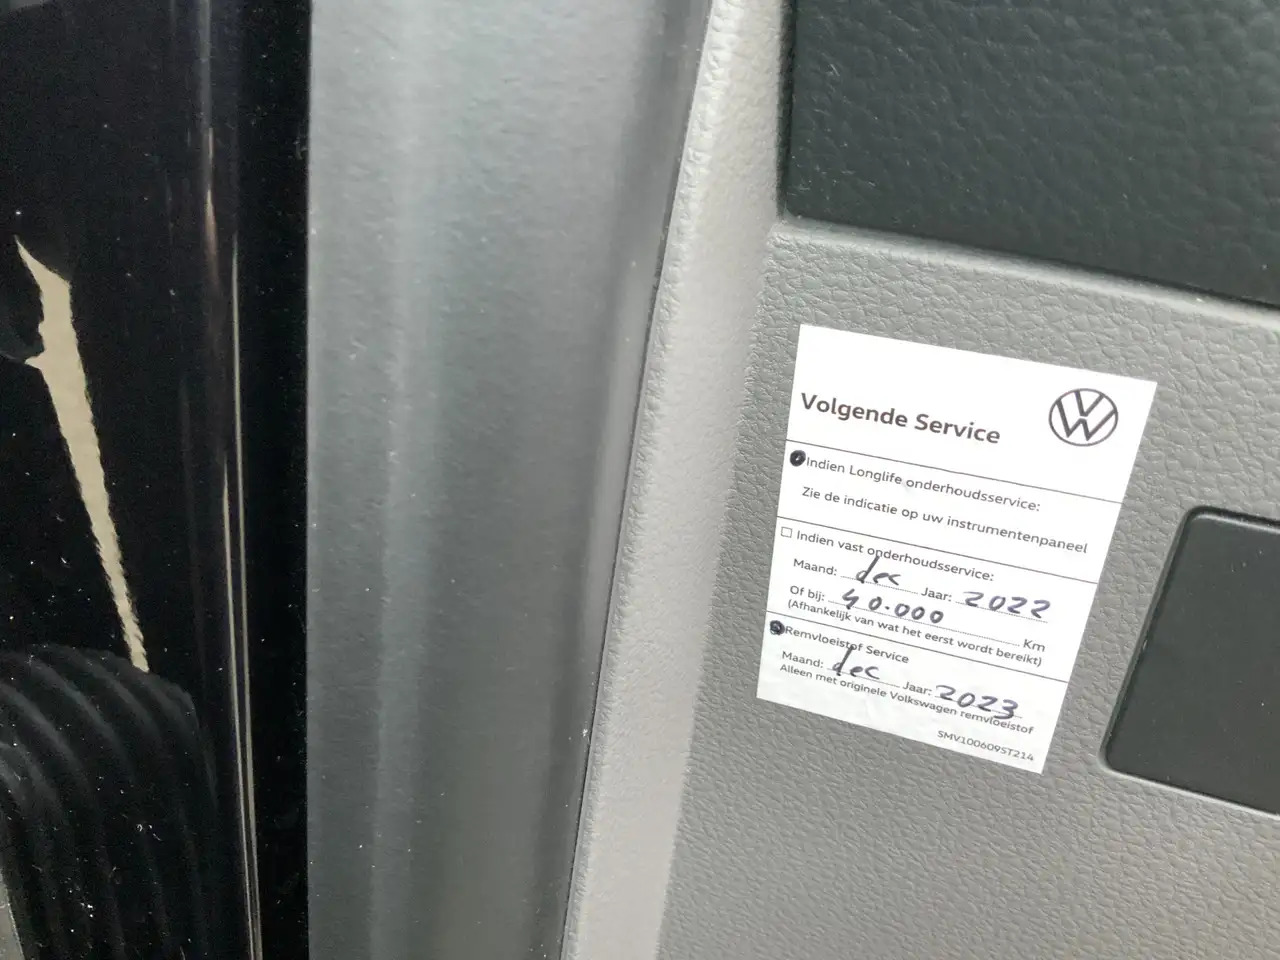 Volgende Service
Indien Longlife onderhoudsservice:
Zie de indicatie op uw instrumentenpaneel
Indien vast onderhoudsservice:
Maand: dec Jaar: 2022
Of bij: 40.000 Km
(Afhankelijk van wat het eerst wordt bereikt)
Remvloeistof Service
Maand: dec Jaar: 2023
Alleen met originele Volkswagen remvloeistof
SMV100609ST214